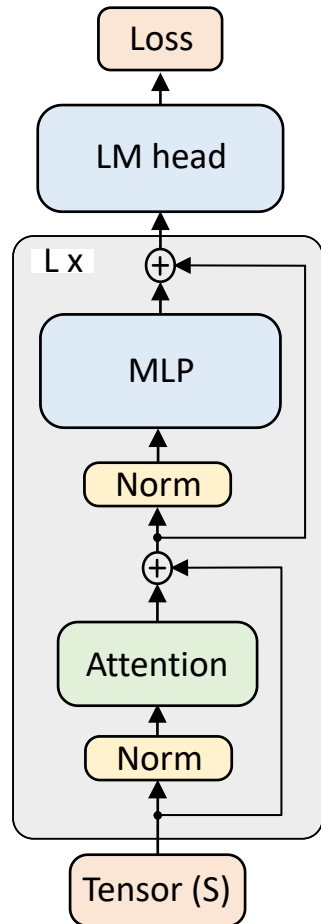 Loss
LM head
L x
MLP
Norm
Attention
Norm
Tensor (S)